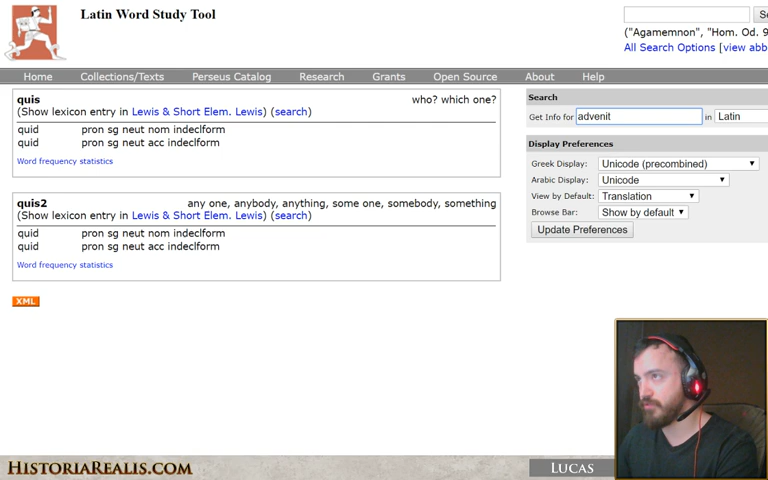 Latin Word Study Tool
Se
("Agamemnon", "Hom. Od. 9
All Search Options [view abb
Home Collections/Texts Perseus Catalog Research Grants Open Source About Help
quis who? which one?
(Show lexicon entry in Lewis & Short Elem. Lewis) (search)
quid pron sg neut nom indeclform
quid pron sg neut acc indeclform
Word frequency statistics
quis2 any one, anybody, anything, some one, somebody, something
(Show lexicon entry in Lewis & Short Elem. Lewis) (search)
quid pron sg neut nom indeclform
quid pron sg neut acc indeclform
Word frequency statistics
XML
Search
Get Info for advenit in Latin
Display Preferences
Greek Display: Unicode (precombined)
Arabic Display: Unicode
View by Default: Translation
Browse Bar: Show by default
Update Preferences
HistoriaRealis.com
Lucas